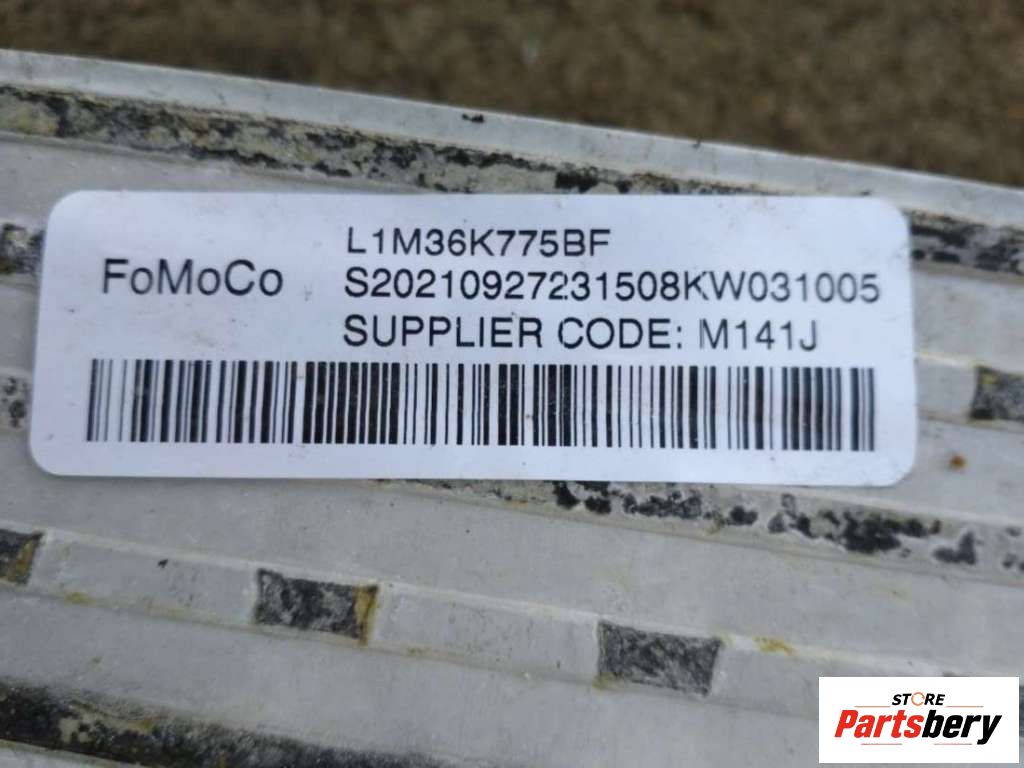 FoMoCo
L1M36K775BF
S20210927231508KW031005
SUPPLIER CODE: M141J
STORE
Partsbery